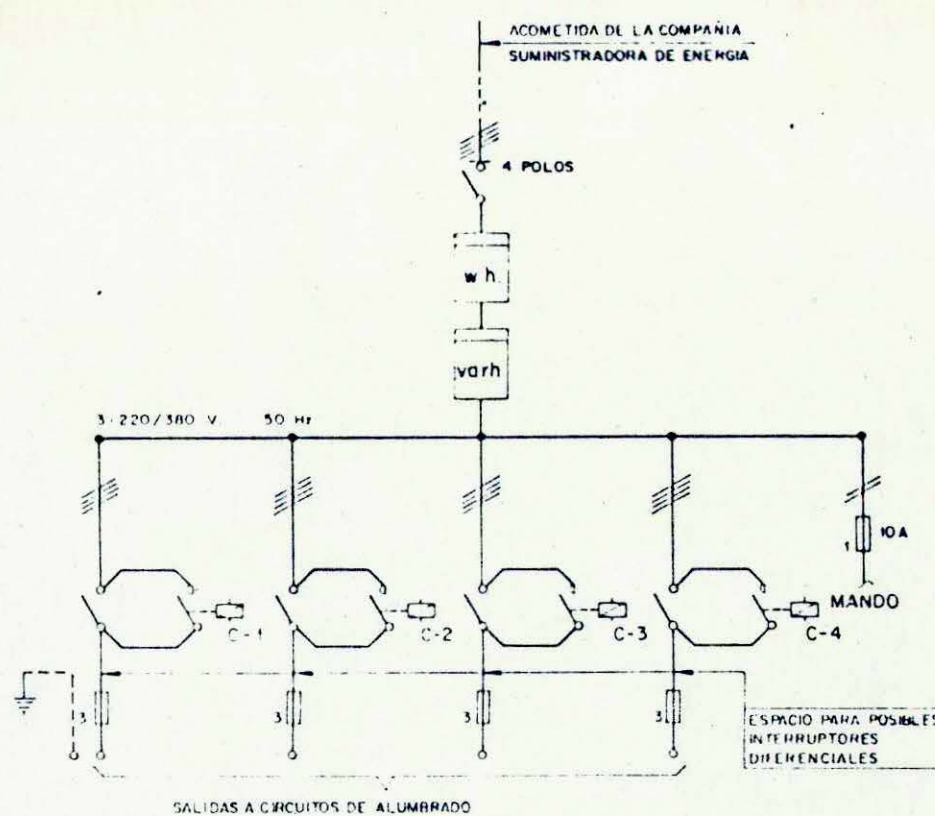 ACOMETIDA DE LA COMPAÑIA
SUMINISTRADORA DE ENERGIA
4 POLOS
wh
varh
3·220/380 V. 50 Hz
10 A
1
MANDO
C-1
C-2
C-3
C-4
3
3
3
3
ESPACIO PARA POSIBLES
INTERRUPTORES
DIFERENCIALES
SALIDAS A CIRCUITOS DE ALUMBRADO